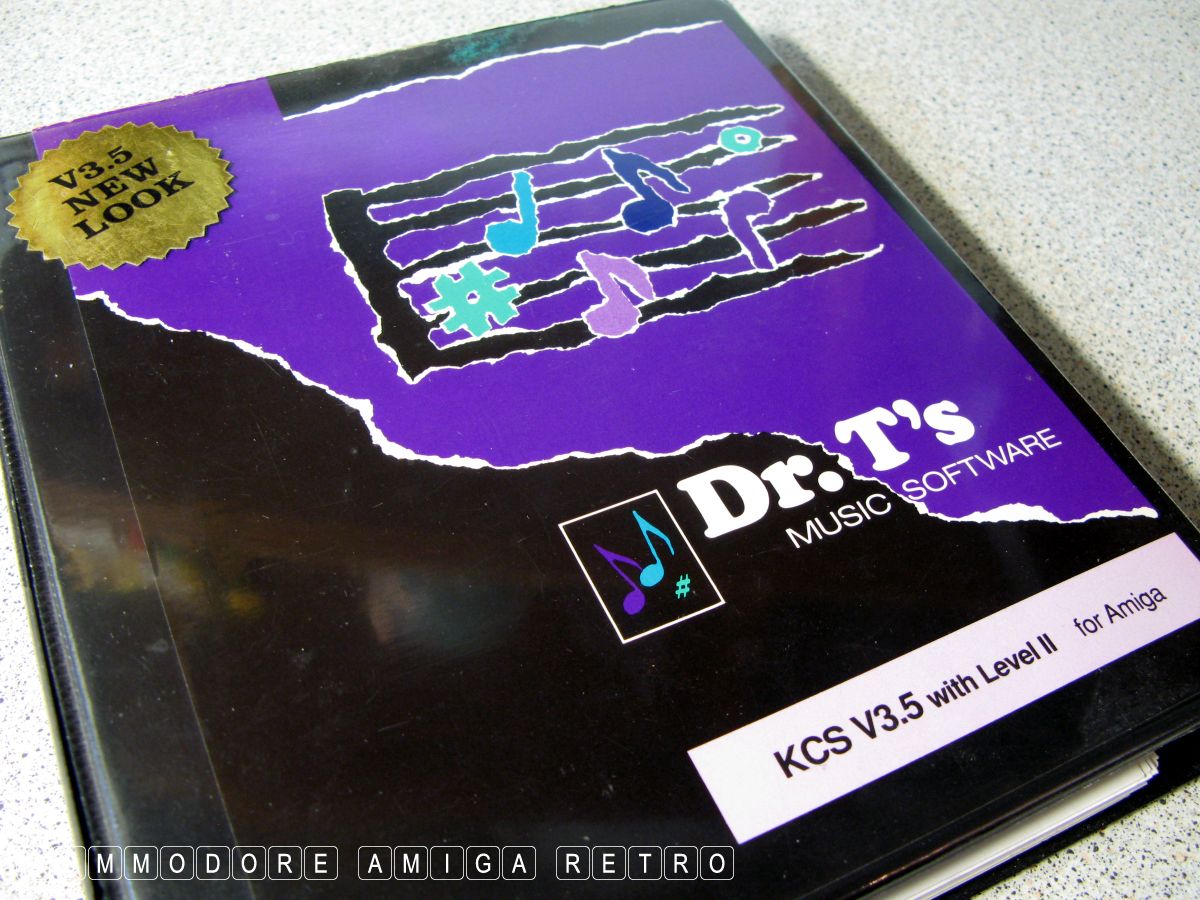 V3.5
NEW
LOOK
Dr. T's
MUSIC SOFTWARE
KCS V3.5 with Level II for Amiga
MMODORE AMIGA RETRO